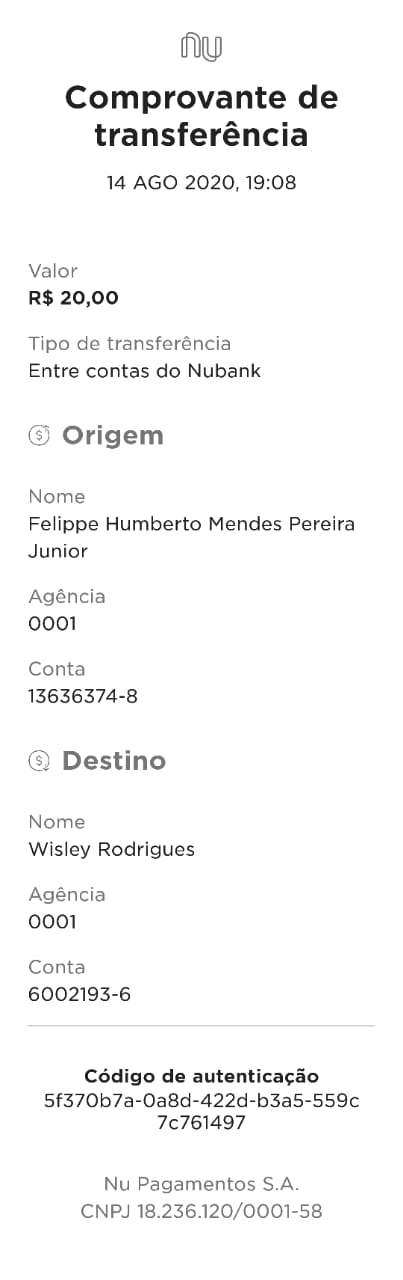 nu
Comprovante de
transferência
14 AGO 2020, 19:08
Valor
R$ 20,00
Tipo de transferência
Entre contas do Nubank
Origem
Nome
Felippe Humberto Mendes Pereira
Junior
Agência
0001
Conta
13636374-8
Destino
Nome
Wisley Rodrigues
Agência
0001
Conta
6002193-6
Código de autenticação
5f370b7a-0a8d-422d-b3a5-559c
7c761497
Nu Pagamentos S.A.
CNPJ 18.236.120/0001-58